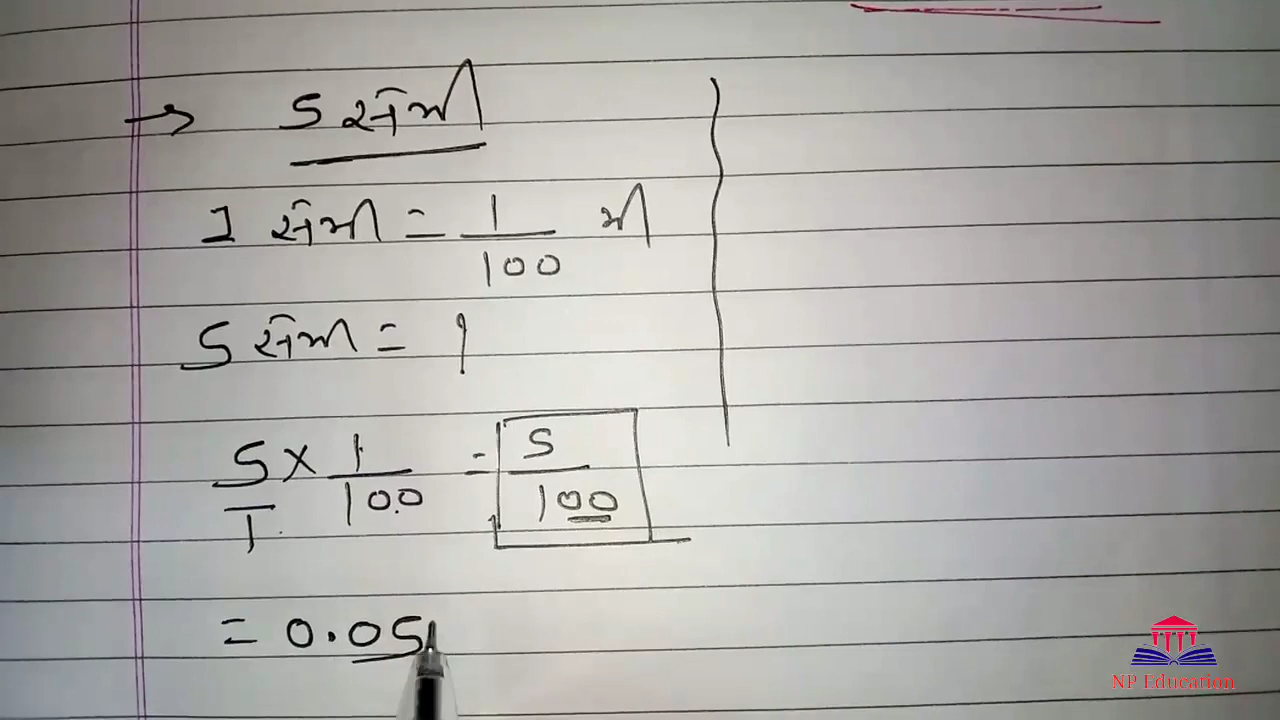 → 5 સેમી
1 સેમી = 1/100 મી
5 સેમી = ?
5/1 × 1/100 = 5/100
= 0.05
NP Education